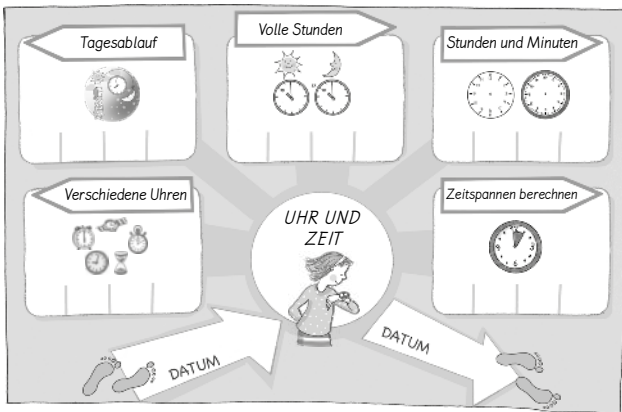 Tagesablauf
Volle Stunden
Stunden und Minuten
Verschiedene Uhren
UHR UND
ZEIT
Zeitspannen berechnen
DATUM
DATUM